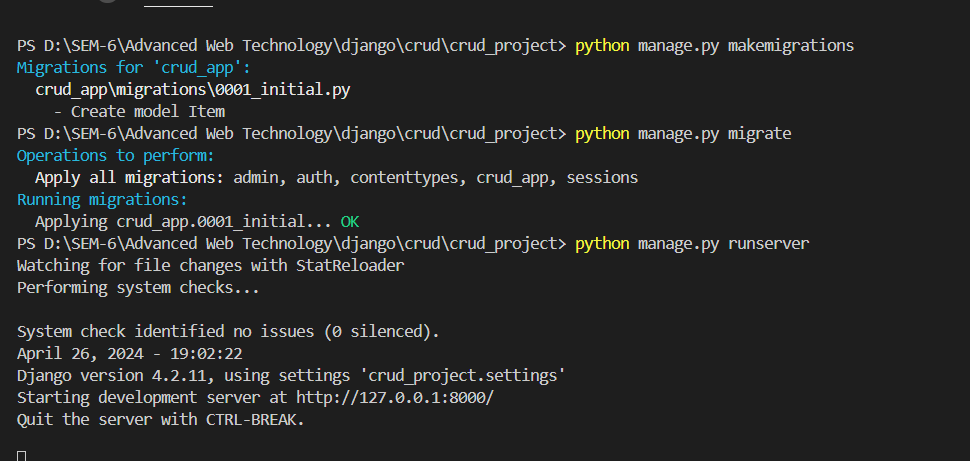 PS D:\SEM-6\Advanced Web Technology\django\crud\crud_project> python manage.py makemigrations
Migrations for 'crud_app':
  crud_app\migrations\0001_initial.py
    - Create model Item
PS D:\SEM-6\Advanced Web Technology\django\crud\crud_project> python manage.py migrate
Operations to perform:
  Apply all migrations: admin, auth, contenttypes, crud_app, sessions
Running migrations:
  Applying crud_app.0001_initial... OK
PS D:\SEM-6\Advanced Web Technology\django\crud\crud_project> python manage.py runserver
Watching for file changes with StatReloader
Performing system checks...
System check identified no issues (0 silenced).
April 26, 2024 - 19:02:22
Django version 4.2.11, using settings 'crud_project.settings'
Starting development server at http://127.0.0.1:8000/
Quit the server with CTRL-BREAK.